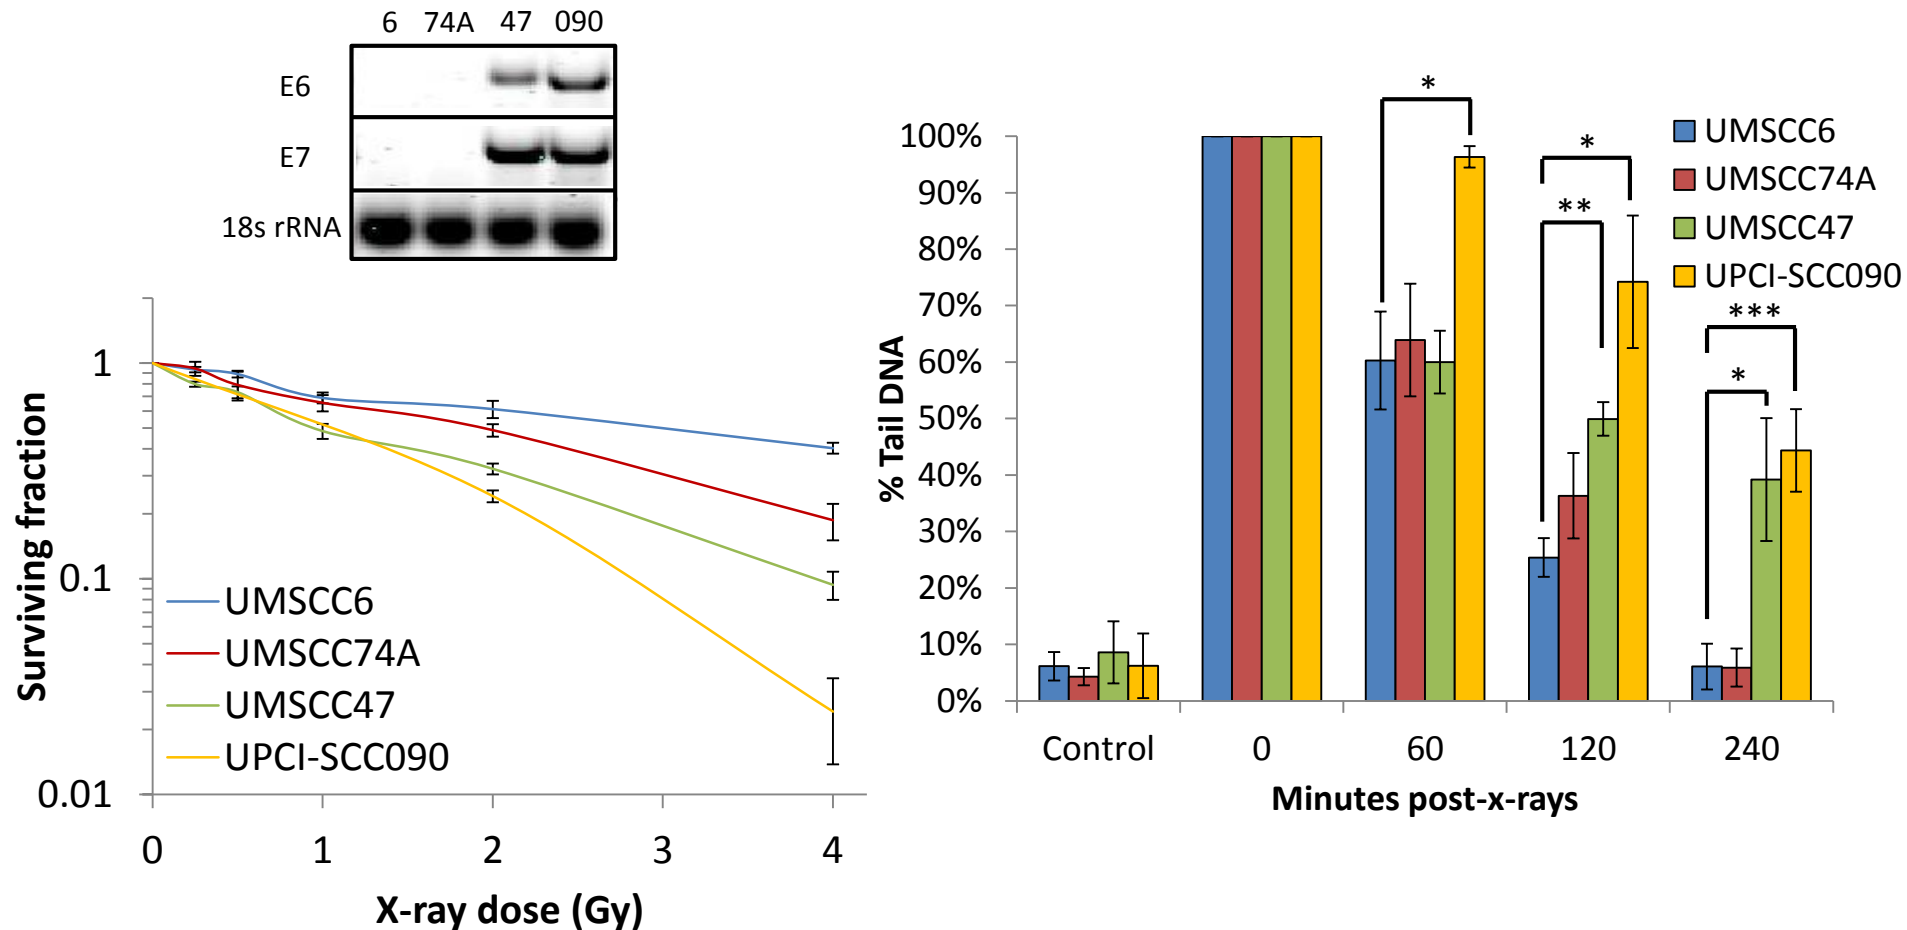 6 74A 47 090
E6
E7
18s rRNA
Surviving fraction
1
0.1
0.01
UMSCC6
UMSCC74A
UMSCC47
UPCI-SCC090
0 1 2 3 4
X-ray dose (Gy)
% Tail DNA
100%
90%
80%
70%
60%
50%
40%
30%
20%
10%
0%
*
*
**
***
*
UMSCC6
UMSCC74A
UMSCC47
UPCI-SCC090
Control 0 60 120 240
Minutes post-x-rays